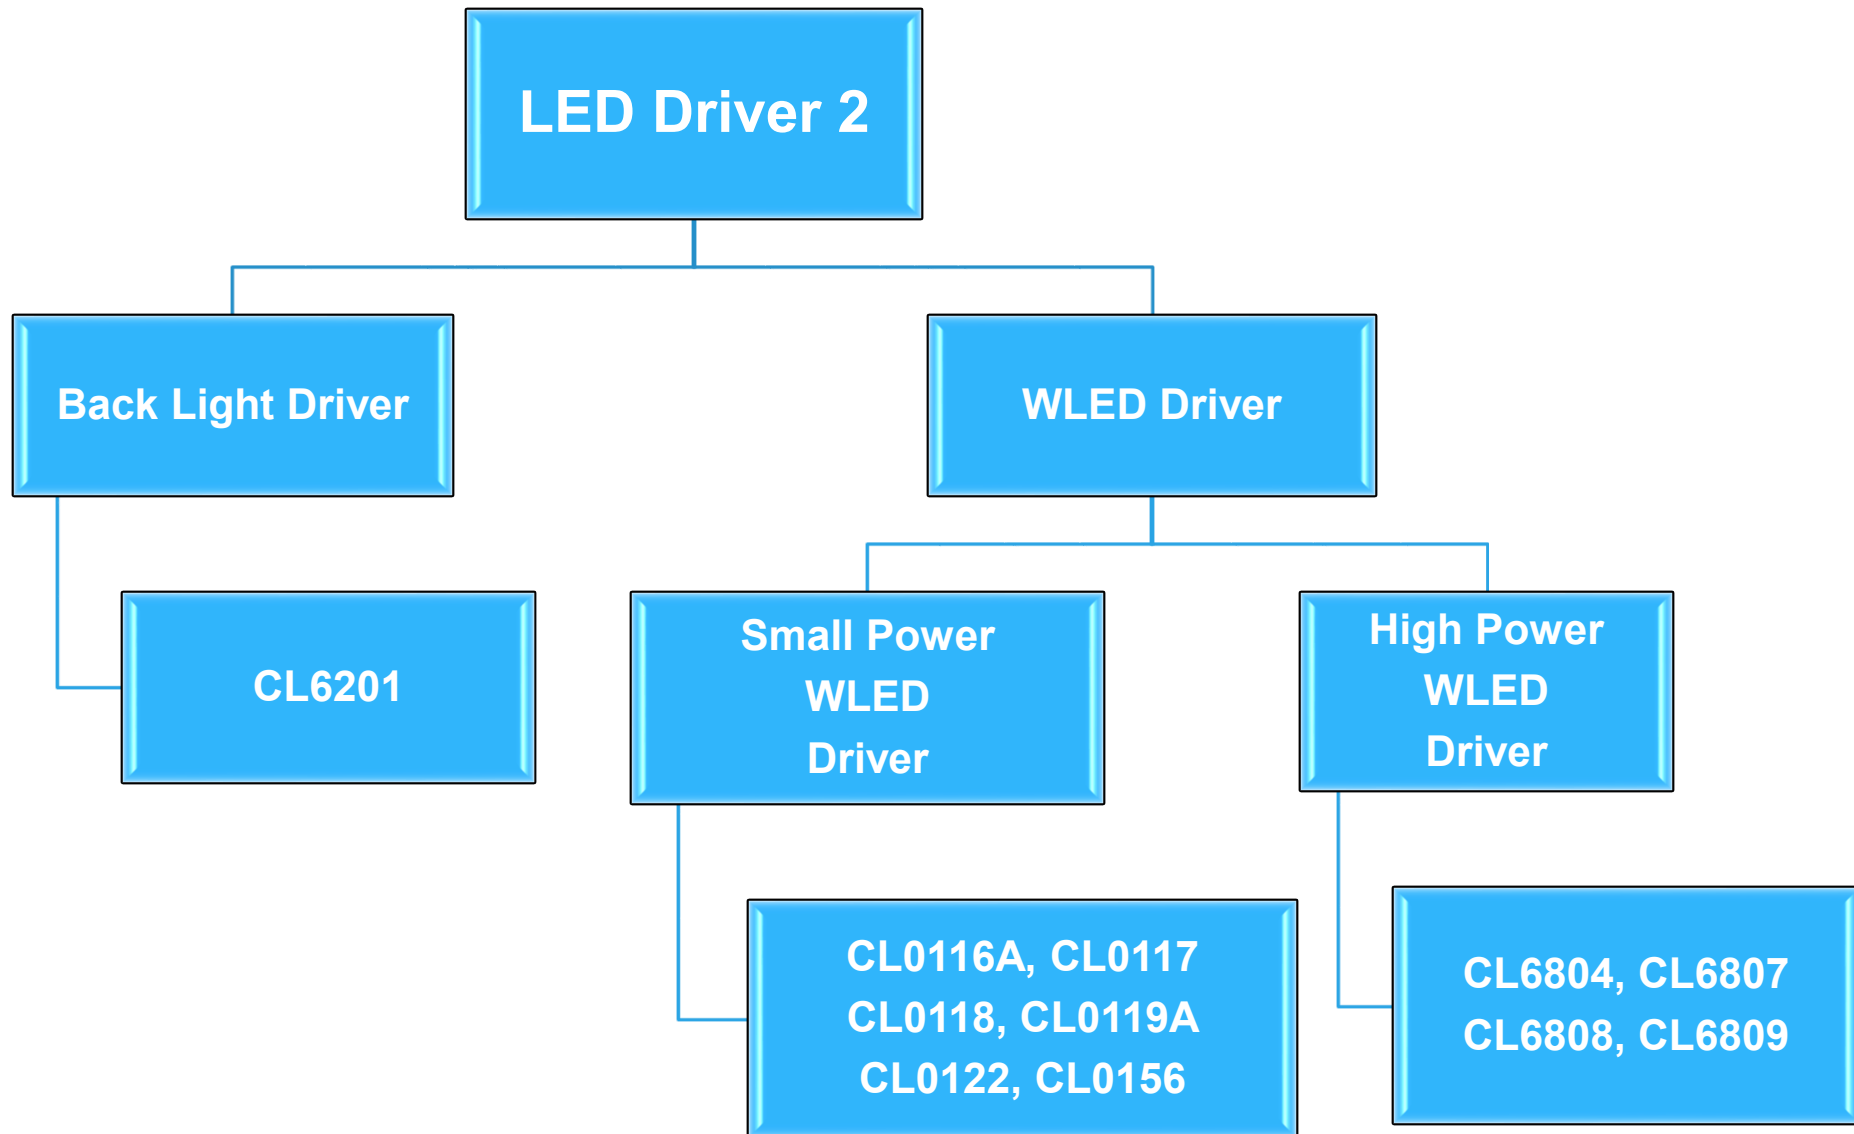 LED Driver 2
Back Light Driver
WLED Driver
CL6201
Small Power
WLED
Driver
High Power
WLED
Driver
CL0116A, CL0117
CL0118, CL0119A
CL0122, CL0156
CL6804, CL6807
CL6808, CL6809